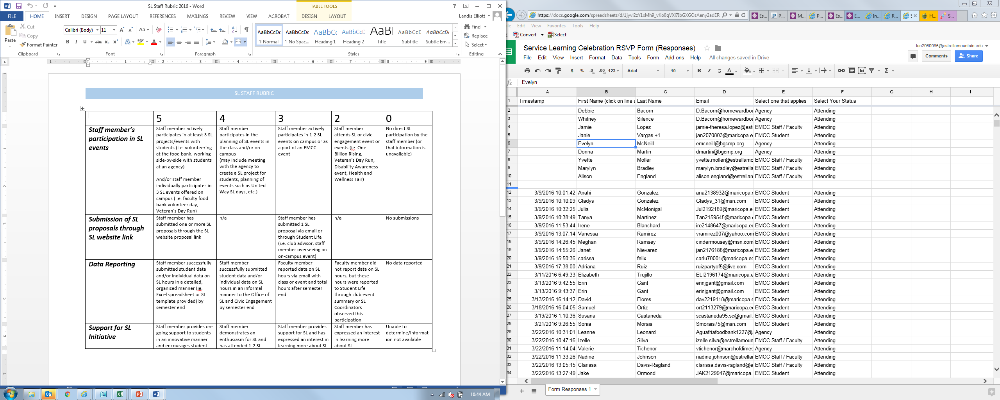 SL Staff Rubric 2016 - Word
TABLE TOOLS
FILE HOME INSERT DESIGN PAGE LAYOUT REFERENCES MAILINGS REVIEW VIEW ACROBAT DESIGN LAYOUT
Landis Elliott
Cut
Copy
Format Painter
Paste
Calibri (Body) 11
AaBbCcDc AaBbCcDc AaBbCc AaBbCcD AaBl AaBbCcD AaBbCcDc
¶ Normal ¶ No Spac... Heading 1 Heading 2 Title Subtitle Subtle Em...
Find
Replace
Select
Clipboard Font Paragraph Styles Editing
SL STAFF RUBRIC
5 4 3 2 0
Staff member's
participation in SL
events
Staff member actively
participates in at least 3 SL
projects/events with
students (i.e. volunteering
at the food bank, working
side-by-side with students
at an agency)
And/or staff member
individually participates in
3 SL events offered on
campus (i.e. faculty food
bank volunteer day,
Veteran's Day Run)
Staff member
participates in the
planning of SL events in
the class and/or on
campus
(may include meeting
with the agency to
create a SL project for
students, planning of
events such as United
Way SL days, etc.)
Staff member actively
participates in 1-2 SL
events on campus or as
a part of an EMCC
event
Staff member
attends SL or civic
engagement event or
events (ie. One
Billion Rising,
Veteran's Day Run,
Disability Awareness
event, Health and
Wellness Fair)
No direct SL
participation by the
staff member (or
that information is
unavailable)
Submission of SL
proposals through
SL website link
Staff member has
submitted one or more SL
proposals through the SL
website proposal link
n/a
Staff member has
submitted 1 SL
proposal via email or
through Student Life
(i.e. club advisor, staff
member overseeing an
on-campus event)
n/a
No submissions
Data Reporting
Staff member successfully
submitted student data
and/or individual data on
SL hours in a detailed,
organized manner (ie.
Excel spreadsheet or SL
template provided) by
semester end
Staff member
successfully submitted
student data and/or
individual data on SL
hours in an informal
manner to the Office of
SL and Civic Engagement
by semester end
Faculty member
reported data on SL
hours via email with
class or event and total
hours after semester
end
Faculty member did
not report data on SL
hours, but these
hours were reported
to Student Life
through club event
summary or SL
Coordinators
observed this
participation
No data reported
Support for SL
Initiative
Staff member provides on-
going support to students
in an innovative manner
and encourages student
Staff member
demonstrates an
enthusiasm for SL and
has attended 1-2 SL
Staff member provides
support for SL and has
expressed an interest in
learning more about SL
Staff member has
expressed an interest
in learning more
about SL
Unable to
determine/informat
ion not available
10:44 AM
https://docs.google.com/spreadsheets/d/1jyvl2zY1xMh9_vKo0qVXl7IbGXGOsAeny2adER
Es... P... M... P... Es... E... In... R... S H... S...
Edit View Favorites Tools Help
Convert Select
Service Learning Celebration RSVP Form (Responses)
lan2060085@estrellamountain.edu
File Edit View Insert Format Data Tools Form Add-ons Help All changes saved in Drive
Comments Share
$ % .0 .00 123 Arial 10
fx Evelyn
A B C D E F G H I
1 Timestamp First Name (click on line a Last Name Email Select one that applies Select Your Status
2 Debbie Bacorn D.Bacorn@homewardbou Agency Attending
3 Whitney Silence D.Bacorn@homewardbou Agency Attending
4 Jamie Lopez jamie-theresa.lopez@estr EMCC Staff / Faculty Attending
5 Janie Vargas +1 jan2070803@maricopa.e EMCC Student Attending
6 Evelyn McNeill emcneill@bgcmp.org Agency Attending
7 Donna Martin dmartin@bgcmp.org Agency Attending
8 Yvette Moller yvette.moller@estrellamo EMCC Staff / Faculty Attending
9 Marylyn Bradley marylyn.bradley@estrella EMCC Staff / Faculty Attending
10 Alison England alison.england@estrellam EMCC Staff / Faculty Attending
11
12 3/9/2016 10:01:42 Anahi Gonzalez ana2138932@maricopa.e EMCC Student Attending
13 3/9/2016 10:10:09 Gladys Gonzalez Gladys_31@msn.com EMCC Student Attending
14 3/9/2016 10:32:25 Julia McMonigal Jul2192189@maricopa.e EMCC Student Attending
15 3/9/2016 10:38:49 Tanya Martinez Tan2159545@maricopa.e EMCC Student Attending
16 3/9/2016 11:53:44 Irene Blanchard ire2148647@maricopa.ec EMCC Student Attending
17 3/9/2016 13:07:14 Vanessa Ramirez vramirez007@yahoo.com EMCC Student Attending
18 3/9/2016 14:26:45 Meghan Ramsey cindermousey@msn.com EMCC Student Attending
19 3/9/2016 14:55:26 Janet Nievarez jan2176188@maricopa.e EMCC Student Attending
20 3/9/2016 15:50:36 carissa felix carlu70001@maricopa.ec EMCC Student Attending
21 3/9/2016 17:38:00 Adriana Ruiz ruizpartyof5@live.com EMCC Student Attending
22 3/11/2016 6:49:33 Elizabeth Trujillo ELI2196174@maricopa.e EMCC Student Attending
23 3/13/2016 9:42:55 Erin Gant erinjgant@gmail.com EMCC Student Attending
24 3/13/2016 9:43:37 Erin Gant erinjgant@gmail.com EMCC Student Attending
25 3/13/2016 16:14:12 David Flores dav2219118@maricopa.e EMCC Student Attending
26 3/18/2016 16:04:05 Samuel Ortiz ort2113279@maricopa.e EMCC Student Attending
27 3/19/2016 1:10:36 Susana Castaneda scastaneda95.sc@gmail. EMCC Student Attending
28 3/21/2016 9:26:55 Sonia Morais Smorais75@msn.com EMCC Student Attending
29 3/22/2016 10:31:01 Leanne Leonard Aguafriafoodbank1227@ Agency Attending
30 3/22/2016 10:47:16 Izelle Silva izelle.silva@estrellamoun EMCC Staff / Faculty Attending
31 3/22/2016 11:14:04 Valerie Tichenor vtichenor@marchofdimes Agency Attending
32 3/22/2016 11:33:26 Nadine Johnson nadine.johnson@estrellar EMCC Staff / Faculty Attending
33 3/22/2016 13:05:15 Clarissa Davis-Ragland clarissa.davis-ragland@e EMCC Staff / Faculty Attending
34 3/22/2016 13:27:49 Jake Ormond JAK2129947@maricopa. EMCC Student Attending
Form Responses 1